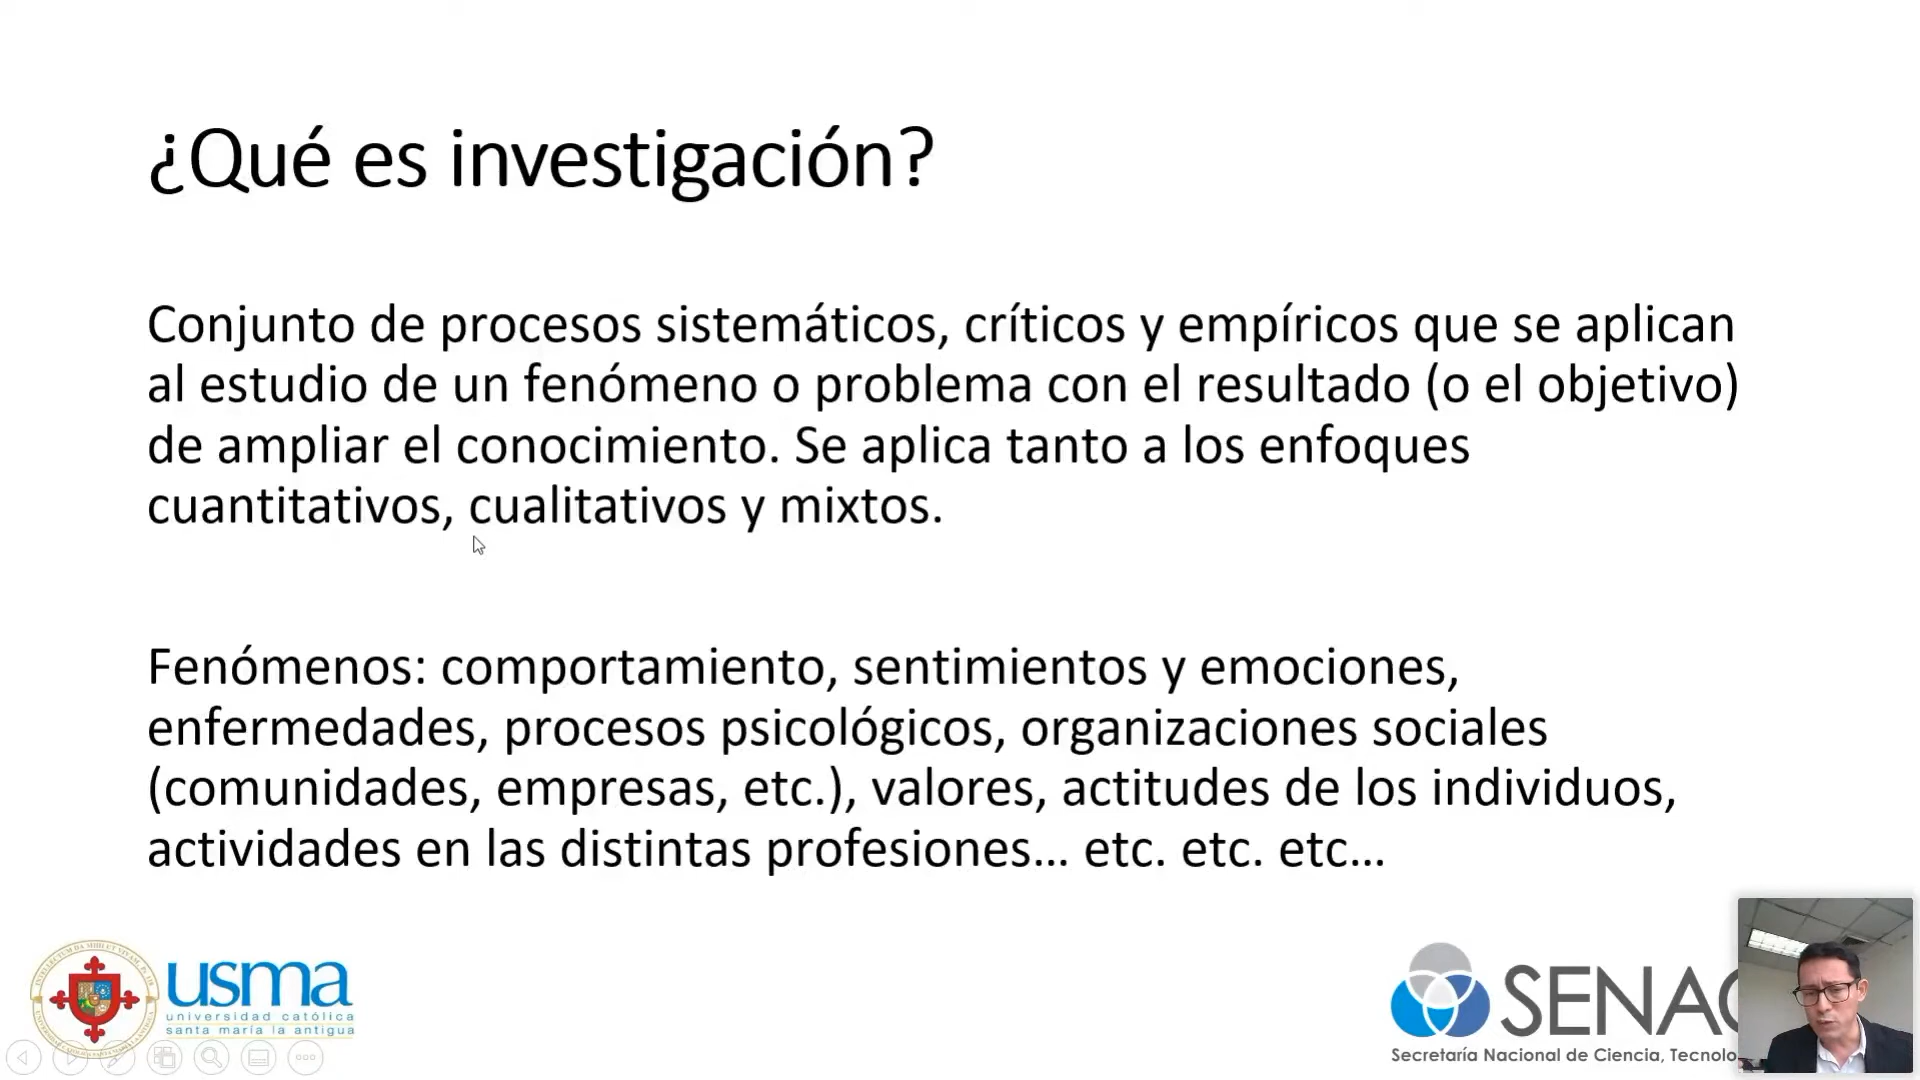 ¿Qué es investigación?
Conjunto de procesos sistemáticos, críticos y empíricos que se aplican
al estudio de un fenómeno o problema con el resultado (o el objetivo)
de ampliar el conocimiento. Se aplica tanto a los enfoques
cuantitativos, cualitativos y mixtos.
Fenómenos: comportamiento, sentimientos y emociones,
enfermedades, procesos psicológicos, organizaciones sociales
(comunidades, empresas, etc.), valores, actitudes de los individuos,
actividades en las distintas profesiones... etc. etc. etc...
usma
universidad católica
santa maría la antigua
SENAC
Secretaría Nacional de Ciencia, Tecnolo